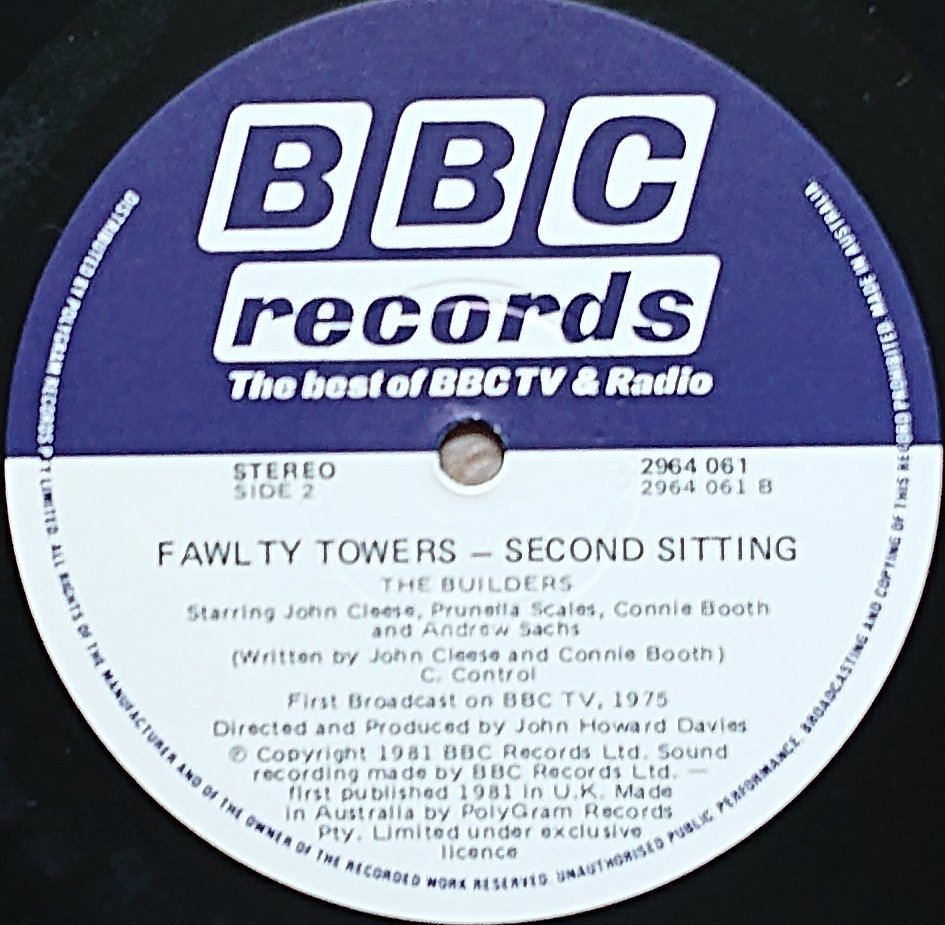 BBC
records
The best of BBC TV & Radio
STEREO
SIDE 2
2964 061
2964 061 B
FAWLTY TOWERS – SECOND SITTING
THE BUILDERS
Starring John Cleese, Prunella Scales, Connie Booth
and Andrew Sachs
(Written by John Cleese and Connie Booth)
C. Control
First Broadcast on BBC TV, 1975
Directed and Produced by John Howard Davies
℗ Copyright 1981 BBC Records Ltd. Sound
recording made by BBC Records Ltd. —
first published 1981 in U.K. Made
in Australia by PolyGram Records
Pty. Limited under exclusive
licence
DISTRIBUTED BY POLYGRAM RECORDS PTY LIMITED. ALL RIGHTS OF THE MANUFACTURER AND OF THE OWNER OF THE RECORDED WORK RESERVED. UNAUTHORISED PUBLIC PERFORMANCE, BROADCASTING AND COPYING OF THIS RECORD PROHIBITED. MADE IN AUSTRALIA